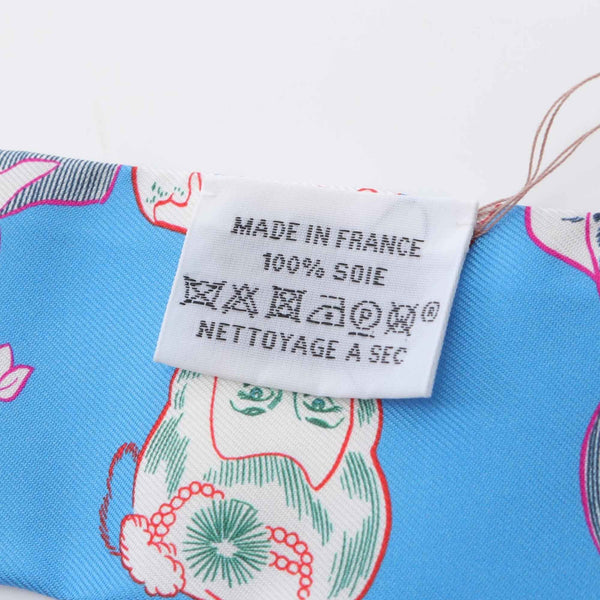 MADE IN FRANCE
100% SOIE
®
NETTOYAGE A SEC